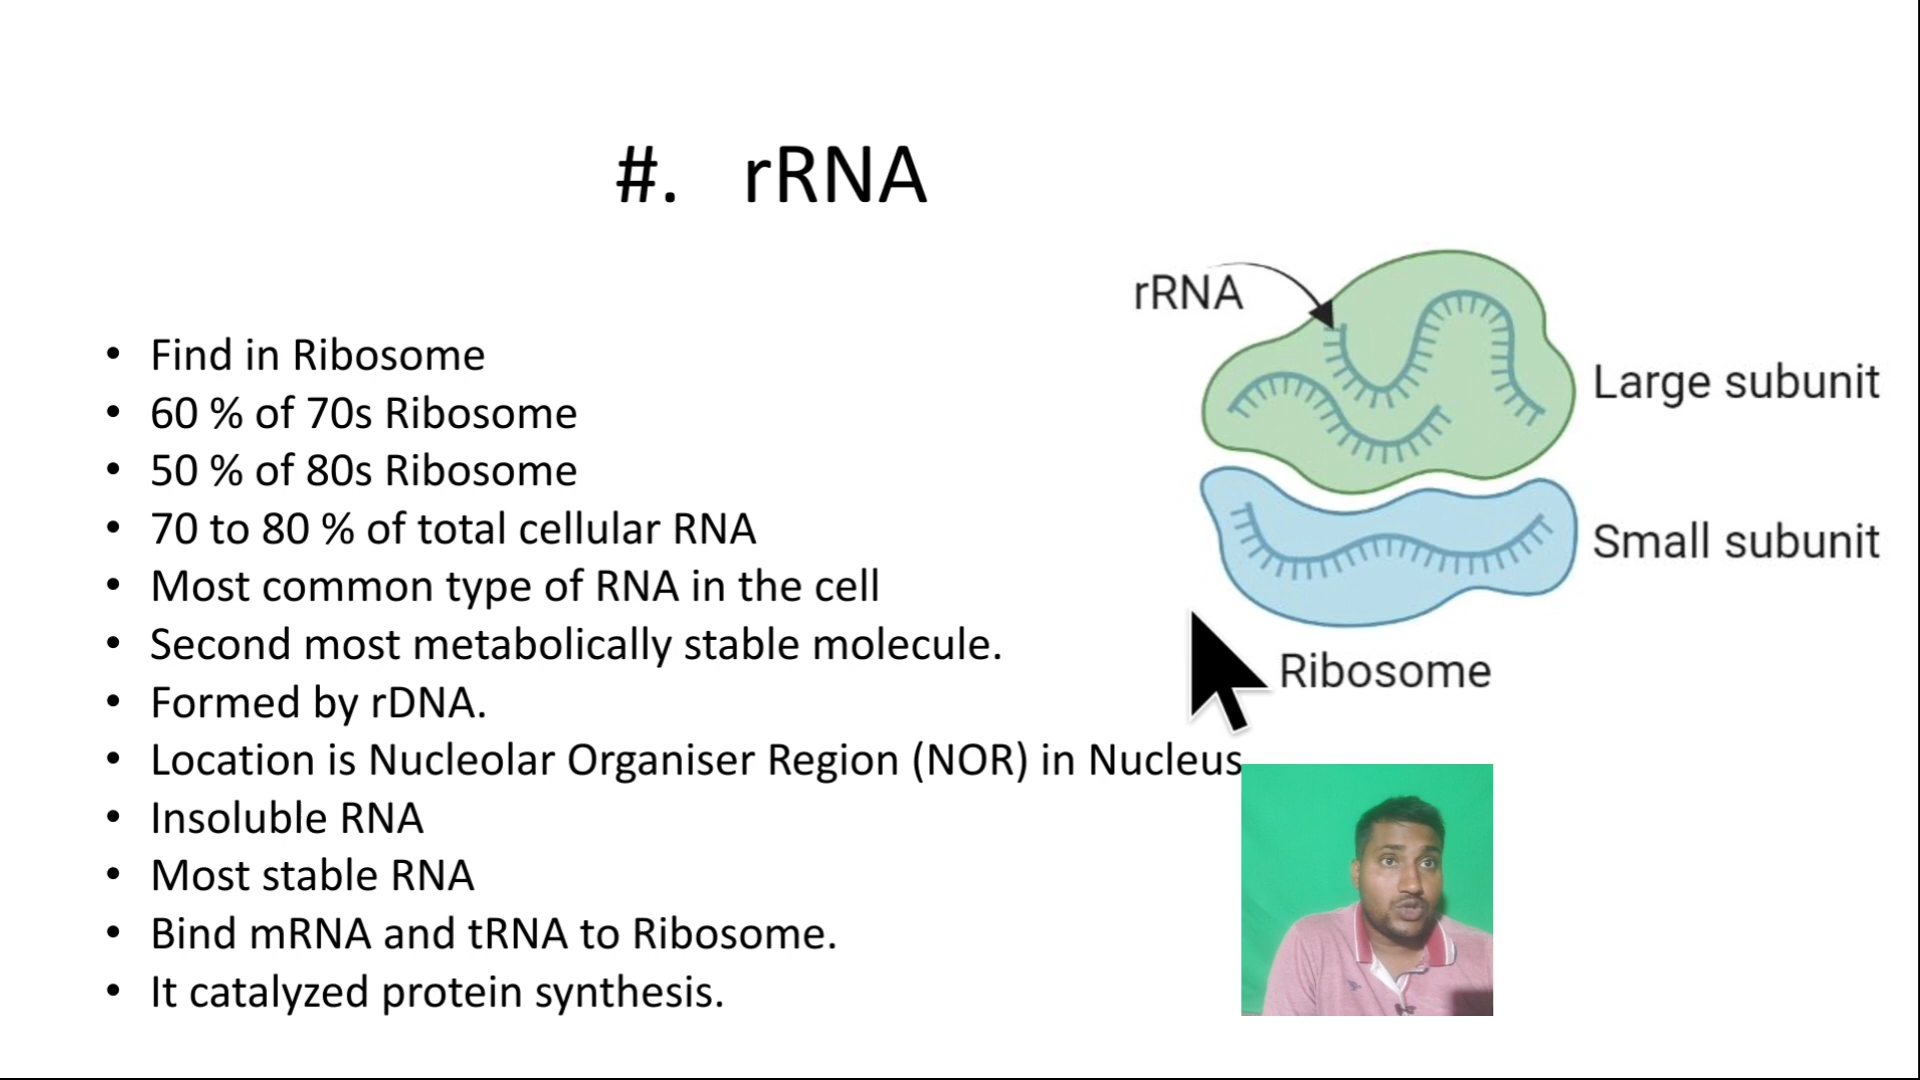 #. rRNA
• Find in Ribosome
• 60 % of 70s Ribosome
• 50 % of 80s Ribosome
• 70 to 80 % of total cellular RNA
• Most common type of RNA in the cell
• Second most metabolically stable molecule.
• Formed by rDNA.
• Location is Nucleolar Organiser Region (NOR) in Nucleus
• Insoluble RNA
• Most stable RNA
• Bind mRNA and tRNA to Ribosome.
• It catalyzed protein synthesis.
rRNA
Large subunit
Small subunit
Ribosome